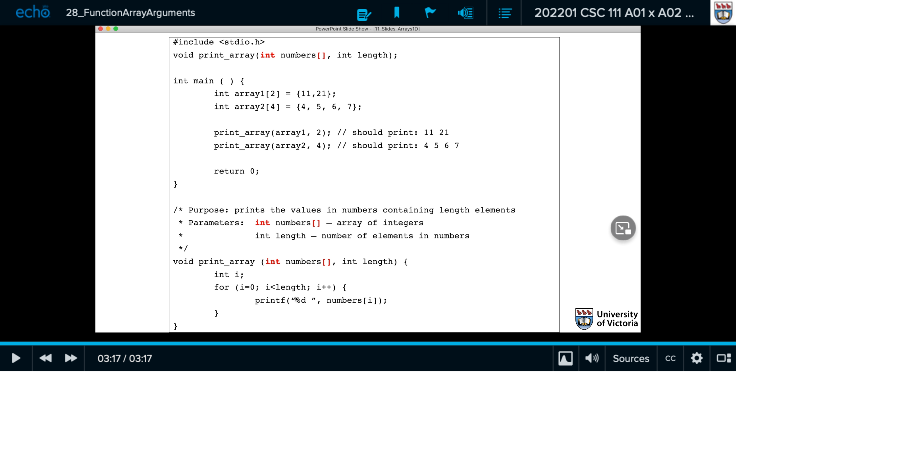 echo 28_FunctionArrayArguments 202201 CSC 111 A01 x A02 ...
PowerPoint Slide Show - 11_Slides_Arrays1D)
#include <stdio.h>
void print_array(int numbers[], int length);
int main ( ) {
int array1[2] = {11,21};
int array2[4] = {4, 5, 6, 7};
print_array(array1, 2); // should print: 11 21
print_array(array2, 4); // should print: 4 5 6 7
return 0;
}
/* Purpose: prints the values in numbers containing length elements
* Parameters: int numbers[] – array of integers
* int length – number of elements in numbers
*/
void print_array (int numbers[], int length) {
int i;
for (i=0; i<length; i++) {
printf("%d ", numbers[i]);
}
}
University
of Victoria
03:17 / 03:17 Sources CC